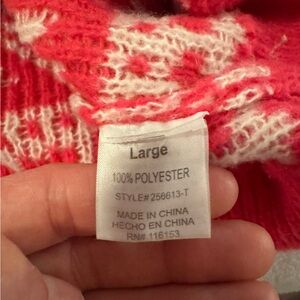 Large
100% POLYESTER
STYLE# 256613-T
MADE IN CHINA
HECHO EN CHINA
RN# 116153